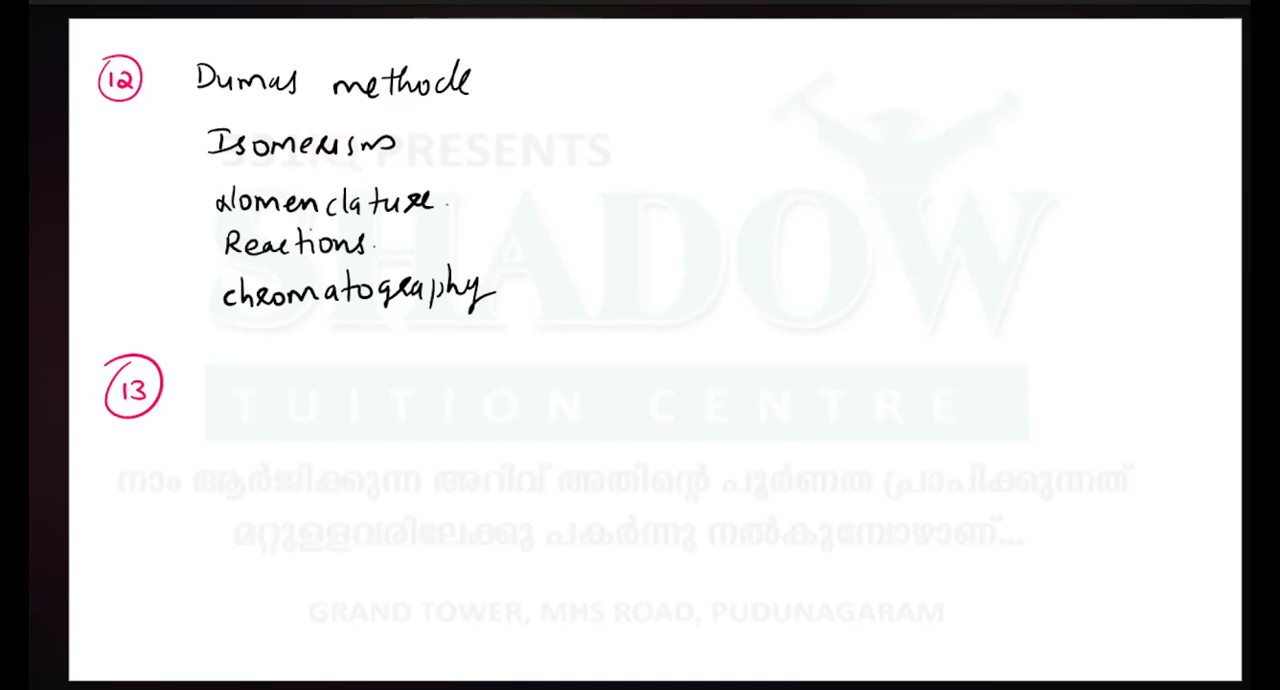 12 Dumas methode
Isomerism
Nomenclature.
Reactions.
chromatography
13
PRESENTS
SHADOW
TUITION CENTRE
നാം ആർജിക്കുന്ന അറിവ് അതിന്റെ പൂർണത പ്രാപിക്കുന്നത്
മറ്റുള്ളവരിലേക്കു പകർന്നു നൽകുമ്പോഴാണ്...
GRAND TOWER, MHS ROAD, PUDUNAGARAM